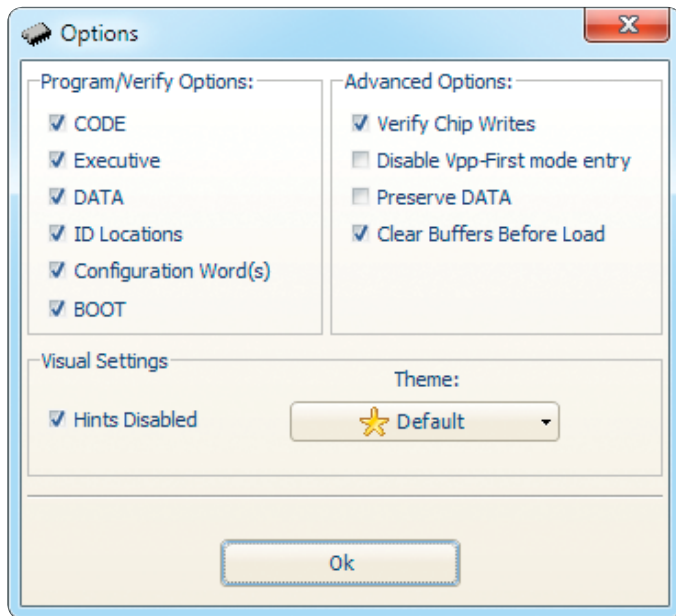 Options
Program/Verify Options:
CODE
Executive
DATA
ID Locations
Configuration Word(s)
BOOT
Advanced Options:
Verify Chip Writes
Disable Vpp-First mode entry
Preserve DATA
Clear Buffers Before Load
Visual Settings
Hints Disabled
Theme:
Default
Ok